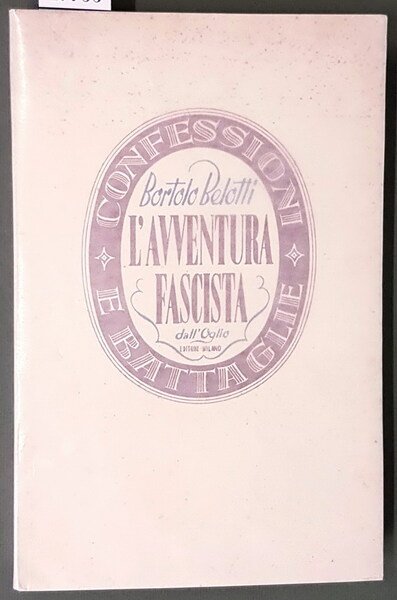 CONFESSIONI
Bortolo Belotti
L'AVVENTURA
FASCISTA
dall'Oglio
EDITORE - MILANO
E BATTAGLIE